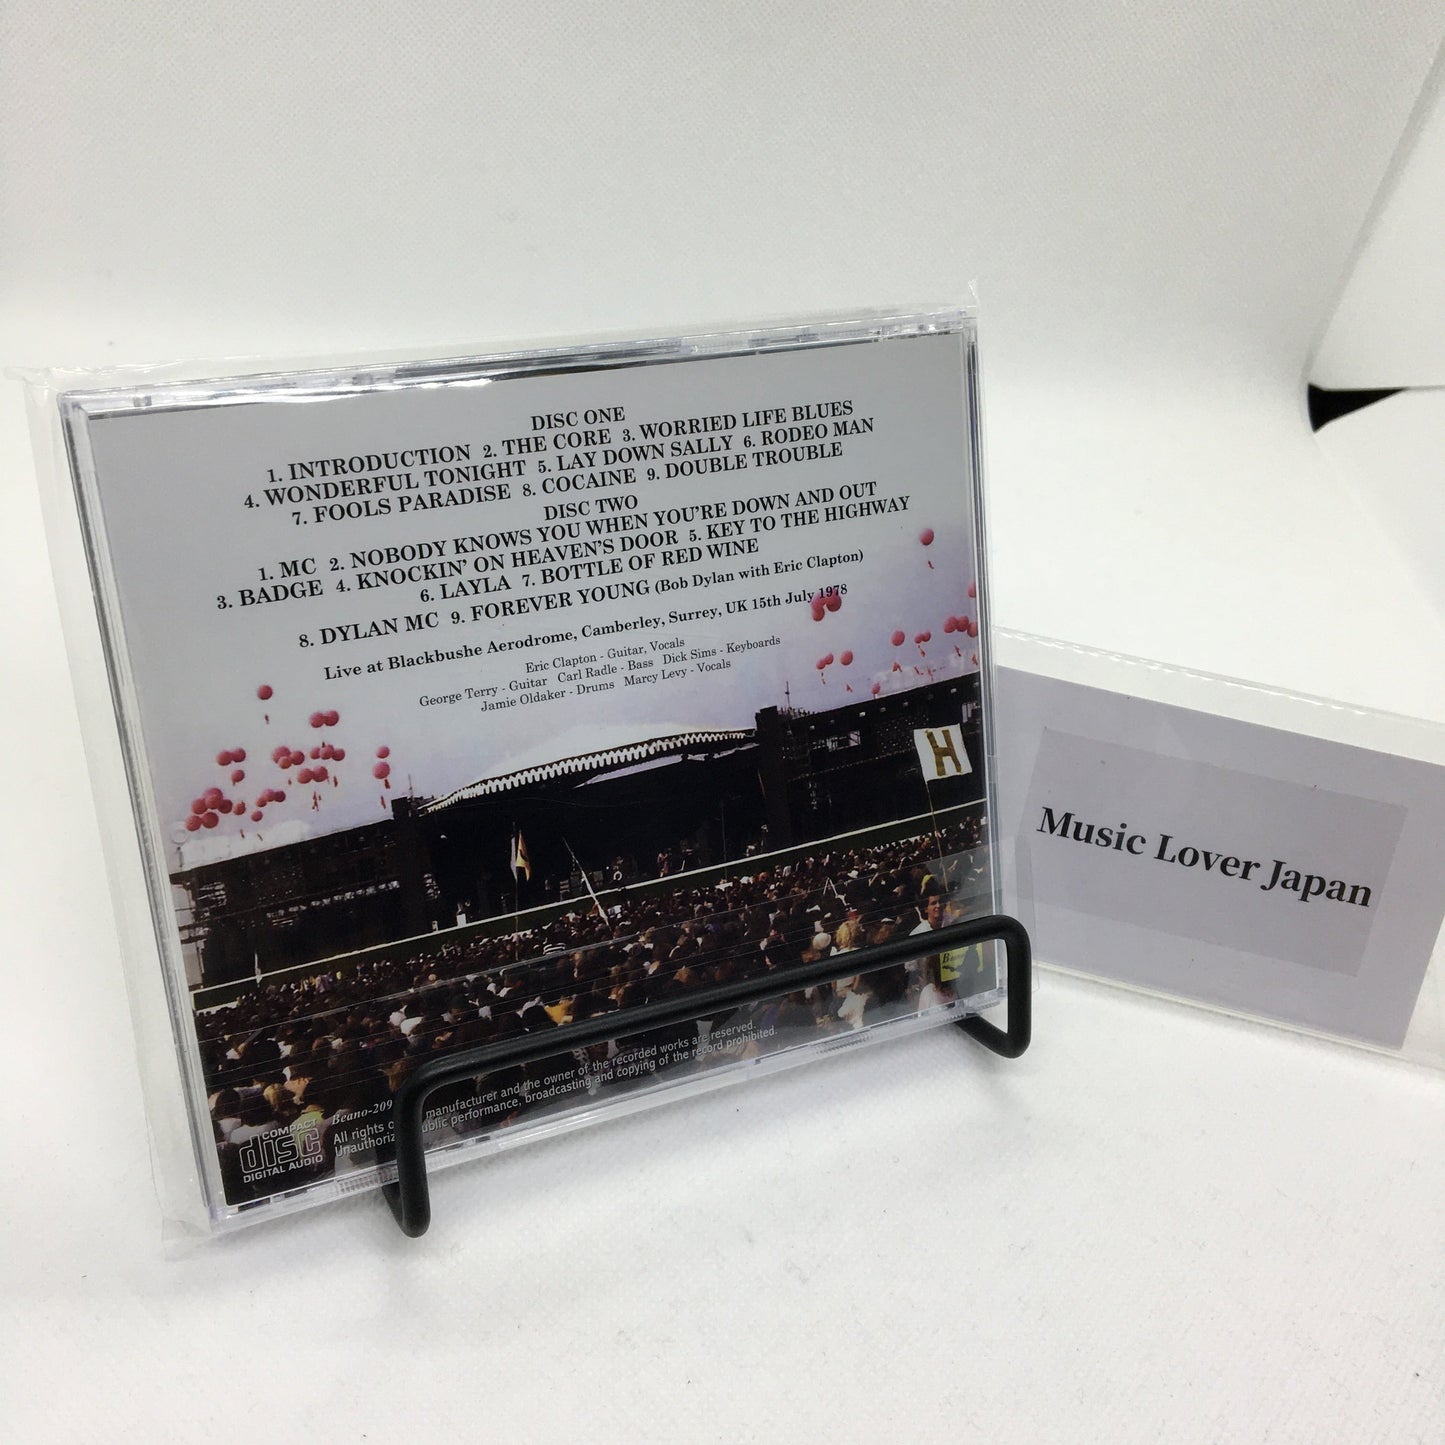 DISC ONE
1. INTRODUCTION 2. THE CORE 3. WORRIED LIFE BLUES
4. WONDERFUL TONIGHT 5. LAY DOWN SALLY 6. RODEO MAN
7. FOOLS PARADISE 8. COCAINE 9. DOUBLE TROUBLE
DISC TWO
1. MC 2. NOBODY KNOWS YOU WHEN YOU'RE DOWN AND OUT
3. BADGE 4. KNOCKIN' ON HEAVEN'S DOOR 5. KEY TO THE HIGHWAY
6. LAYLA 7. BOTTLE OF RED WINE
8. DYLAN MC 9. FOREVER YOUNG (Bob Dylan with Eric Clapton)
Live at Blackbushe Aerodrome, Camberley, Surrey, UK 15th July 1978
Eric Clapton - Guitar, Vocals
George Terry - Guitar Carl Radle - Bass Dick Sims - Keyboards
Jamie Oldaker - Drums Marcy Levy - Vocals
H
Beano
Beano-209
All rights manufacturer and the owner of the recorded works are reserved.
performance, broadcasting and copying of the record prohibited.
COMPACT
disc
DIGITAL AUDIO
Music Lover Japan